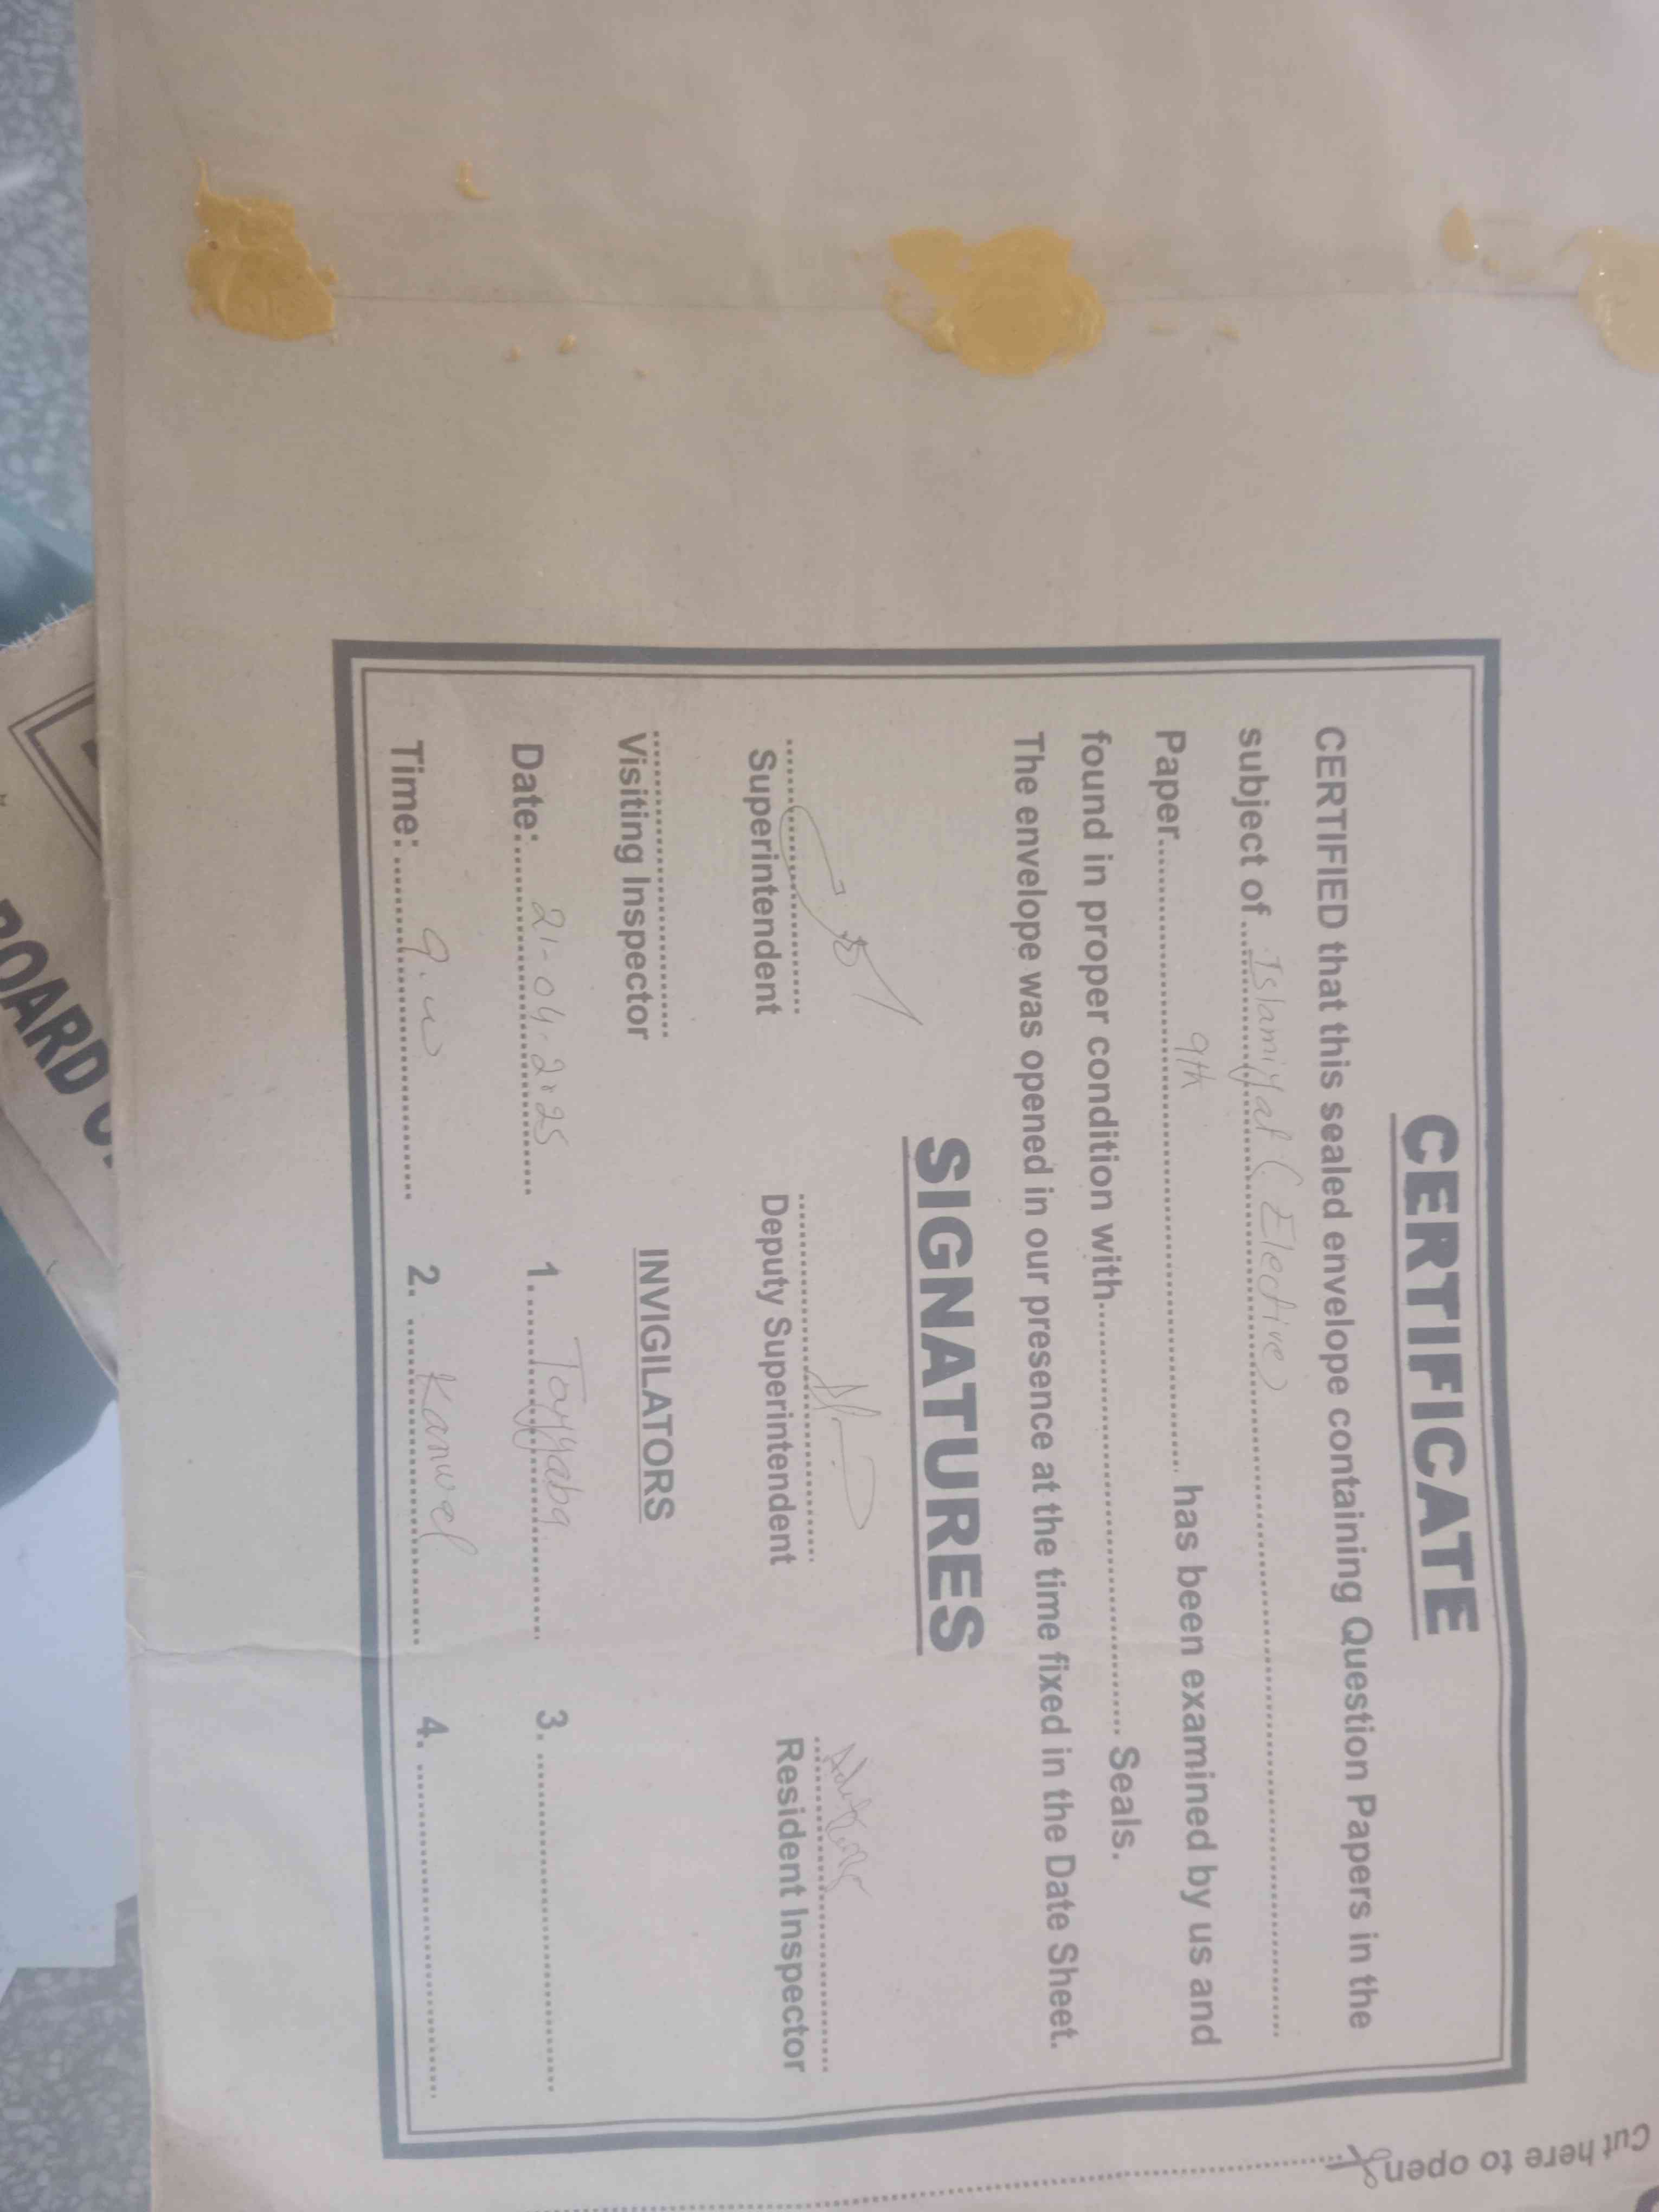 CERTIFICATE
CERTIFIED that this sealed envelope containing Question Papers in the
subject of.... Islamiyat (Elective) ....
Paper.... 9th .... has been examined by us and
found in proper condition with.... Seals.
The envelope was opened in our presence at the time fixed in the Date Sheet.
SIGNATURES
Superintendent Deputy Superintendent Resident Inspector
Visiting Inspector INVIGILATORS
Date:.... 21-04-2025 1.... Tayyaba .... 3. ....
Time: .... 2. .... Kanwal .... 4. ....
Cut here to open
BOARD